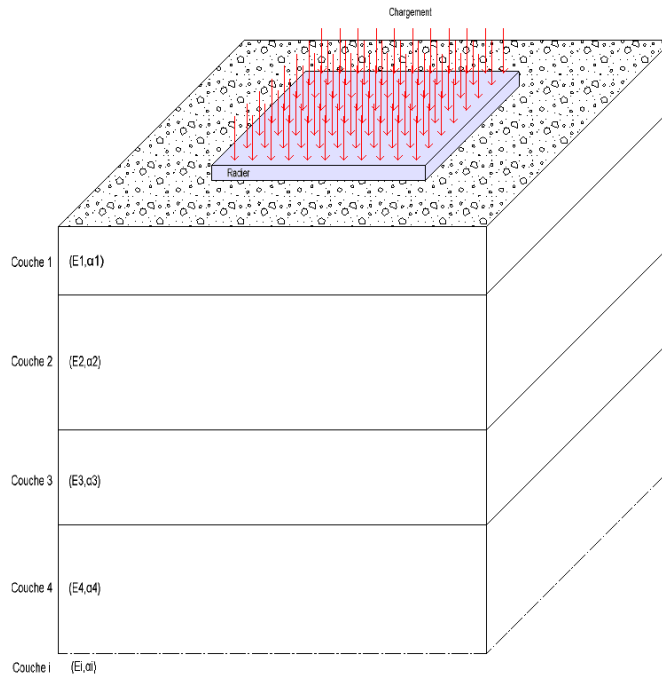 Chargement
Radier
Couche 1 (E1,α1)
Couche 2 (E2,α2)
Couche 3 (E3,α3)
Couche 4 (E4,α4)
Couche i (Ei,αi)